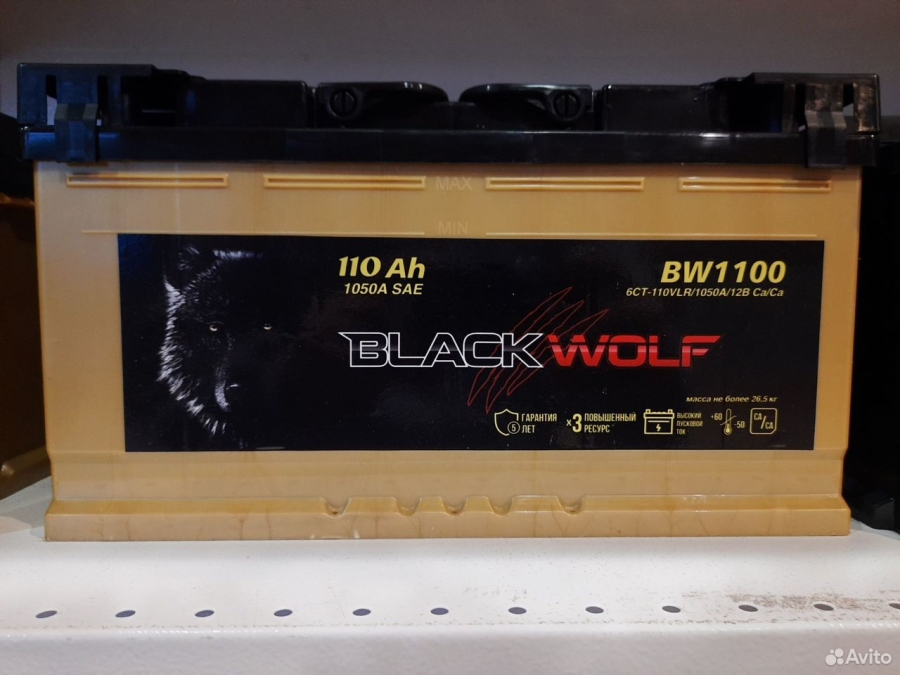 MAX
MIN
110 Ah
1050A SAE
BW1100
6CT-110VLR/1050A/12В Ca/Ca
BLACK WOLF
масса не более 26.5 кг
5
ГАРАНТИЯ
ЛЕТ
x3 ПОВЫШЕННЫЙ
РЕСУРС
ВЫСОКИЙ
ПУСКОВОЙ
ТОК
+60
-50
CA/CA
Avito